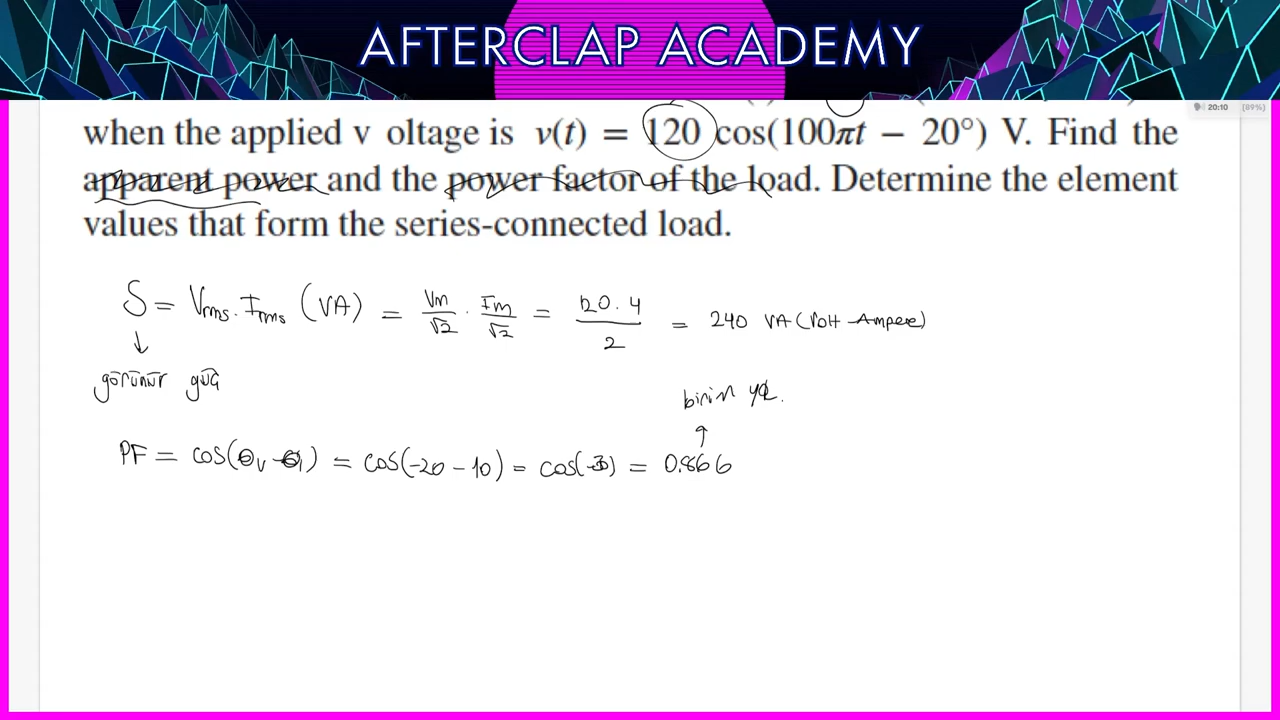 AFTERCLAP ACADEMY
20:10 (89%)
when the applied v oltage is v(t) = 120 cos(100πt − 20°) V. Find the
apparent power and the power factor of the load. Determine the element
values that form the series-connected load.
S = Vrms. Irms (VA) = Vm/√2 . Im/√2 = 120.4/2 = 240 VA (Volt-Ampere)
görünür güç
birim yok.
PF = cos(θv - θi) = cos(-20 - 10) = cos(-30) = 0.866